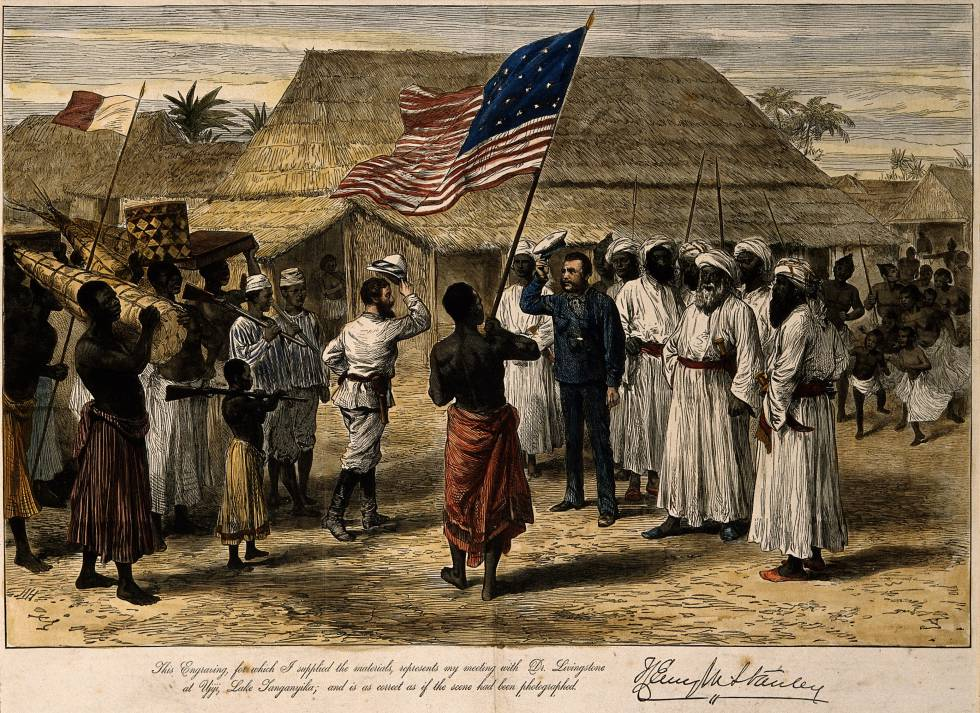 This Engraving, for which I supplied the materials, represents my meeting with Dr. Livingstone
at Ujiji, Lake Tanganyika; and is as correct as if the scene had been photographed.
Henry M Stanley